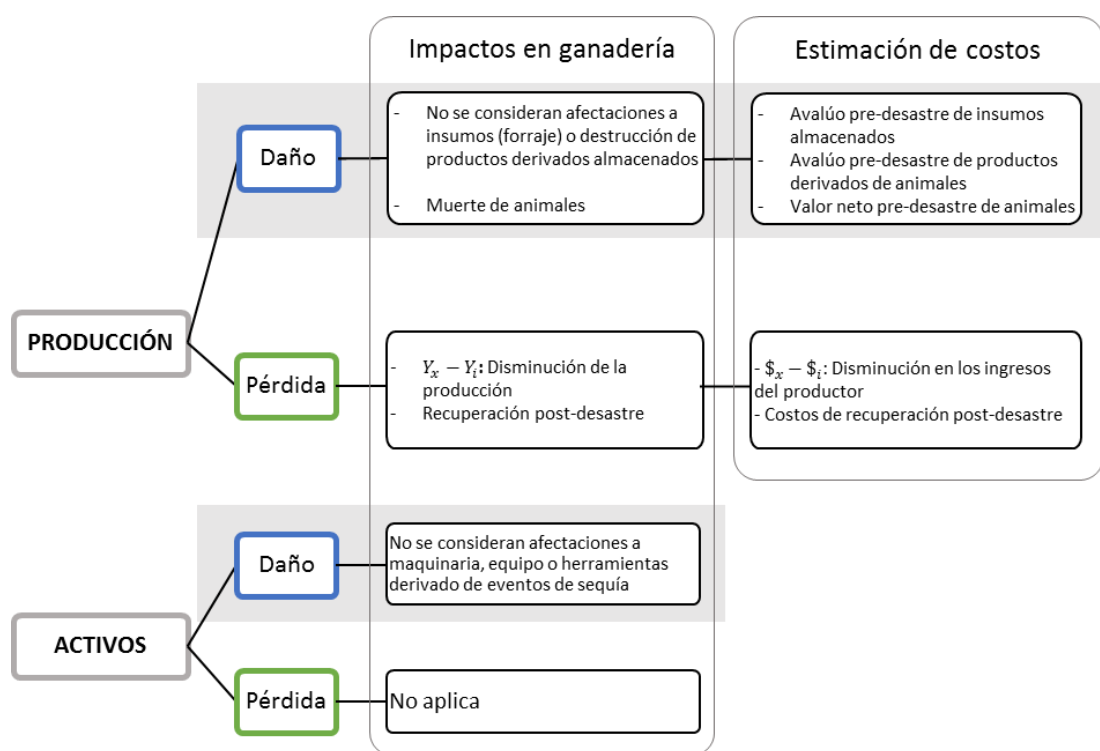 Impactos en ganadería
Estimación de costos
Daño
- No se consideran afectaciones a
insumos (forraje) o destrucción de
productos derivados almacenados
- Muerte de animales
- Avalúo pre-desastre de insumos
almacenados
- Avalúo pre-desastre de productos
derivados de animales
- Valor neto pre-desastre de animales
PRODUCCIÓN
Pérdida
- Yₓ − Yᵢ: Disminución de la
producción
- Recuperación post-desastre
- $ₓ − $ᵢ: Disminución en los ingresos
del productor
- Costos de recuperación post-desastre
Daño
No se consideran afectaciones a
maquinaria, equipo o herramientas
derivado de eventos de sequía
ACTIVOS
Pérdida
No aplica